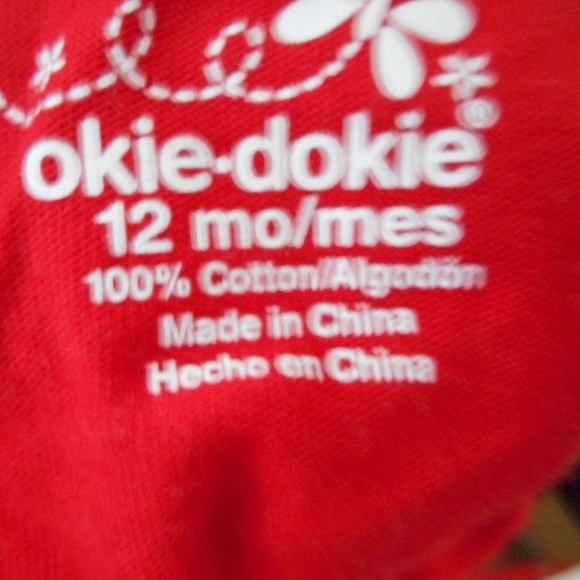 okie·dokie®
12 mo/mes
100% Cotton/Algodón
Made in China
Hecho en China